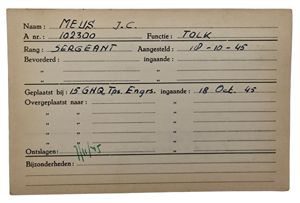 Naam: MEUS J.C.
A nr.: 102300 Functie: TOLK
Rang: SERGEANT Aangesteld: 18-10-45
Bevorderd: ingaande:
" "
" "
Geplaatst bij: 15 GHQ Tps. Engrs. ingaande: 18 Oct. 45
Overgeplaatst naar: "
" "
" "
" "
Ontslagen:
Bijzonderheden: